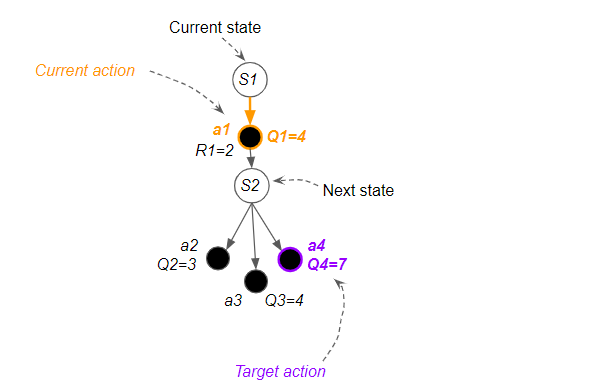 Current state
Current action
S1
a1
Q1=4
R1=2
S2
Next state
a2
a4
Q2=3
Q4=7
a3
Q3=4
Target action